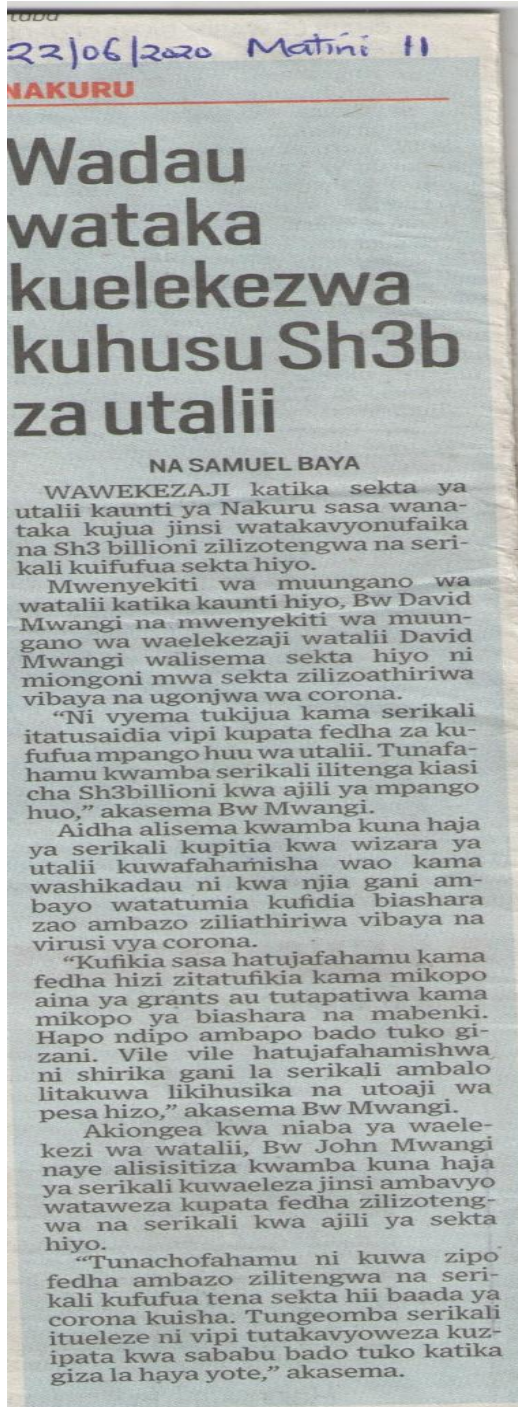 22/06/2020 Matini 11
NAKURU
Wadau
wataka
kuelekezwa
kuhusu Sh3b
za utalii
NA SAMUEL BAYA
WAWEKEZAJI katika sekta ya
utalii kaunti ya Nakuru sasa wana-
taka kujua jinsi watakavyonufaika
na Sh3 billioni zilizotengwa na seri-
kali kuifufua sekta hiyo.
Mwenyekiti wa muungano wa
watalii katika kaunti hiyo, Bw David
Mwangi na mwenyekiti wa muun-
gano wa waelekezaji watalii David
Mwangi walisema sekta hiyo ni
miongoni mwa sekta zilizoathiriwa
vibaya na ugonjwa wa corona.
“Ni vyema tukijua kama serikali
itatusaidia vipi kupata fedha za ku-
fufua mpango huu wa utalii. Tunafa-
hamu kwamba serikali ilitenga kiasi
cha Sh3billioni kwa ajili ya mpango
huo,” akasema Bw Mwangi.
Aidha alisema kwamba kuna haja
ya serikali kupitia kwa wizara ya
utalii kuwafahamisha wao kama
washikadau ni kwa njia gani am-
bayo watatumia kufidia biashara
zao ambazo ziliathiriwa vibaya na
virusi vya corona.
“Kufikia sasa hatujafahamu kama
fedha hizi zitatufikia kama mikopo
aina ya grants au tutapatiwa kama
mikopo ya biashara na mabenki.
Hapo ndipo ambapo bado tuko gi-
zani. Vile vile hatujafahamishwa
ni shirika gani la serikali ambalo
litakuwa likihusika na utoaji wa
pesa hizo,” akasema Bw Mwangi.
Akiongea kwa niaba ya waele-
kezi wa watalii, Bw John Mwangi
naye alisisitiza kwamba kuna haja
ya serikali kuwaeleza jinsi ambavyo
wataweza kupata fedha zilizoteng-
wa na serikali kwa ajili ya sekta
hiyo.
“Tunachofahamu ni kuwa zipo
fedha ambazo zilitengwa na seri-
kali kufufua tena sekta hii baada ya
corona kuisha. Tungeomba serikali
itueleze ni vipi tutakavyoweza kuz-
ipata kwa sababu bado tuko katika
giza la haya yote,” akasema.